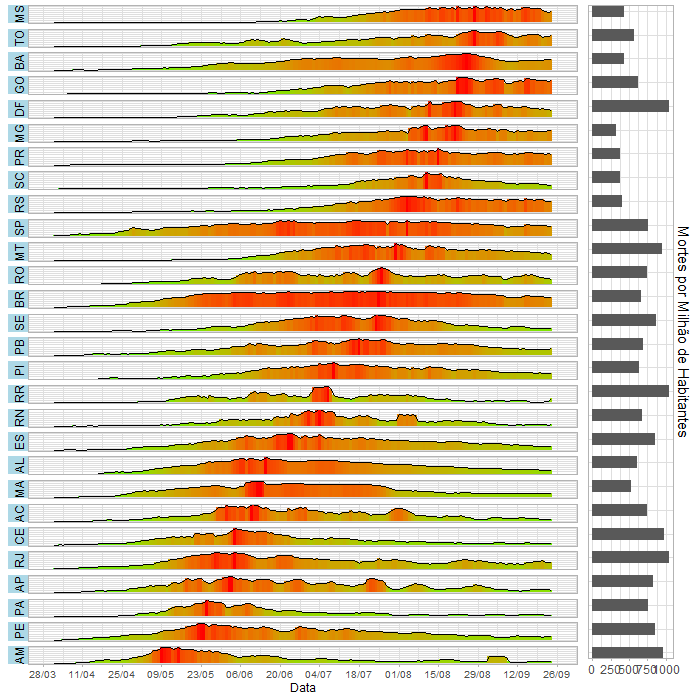 MS
TO
BA
GO
DF
MG
PR
SC
RS
SP
MT
RO
BR
SE
PB
PI
RR
RN
ES
AL
MA
AC
CE
RJ
AP
PA
PE
AM
28/03 11/04 25/04 09/05 23/05 06/06 20/06 04/07 18/07 01/08 15/08 29/08 12/09 26/09
Data
0 250 500 750 1000
Mortes por Milhão de Habitantes